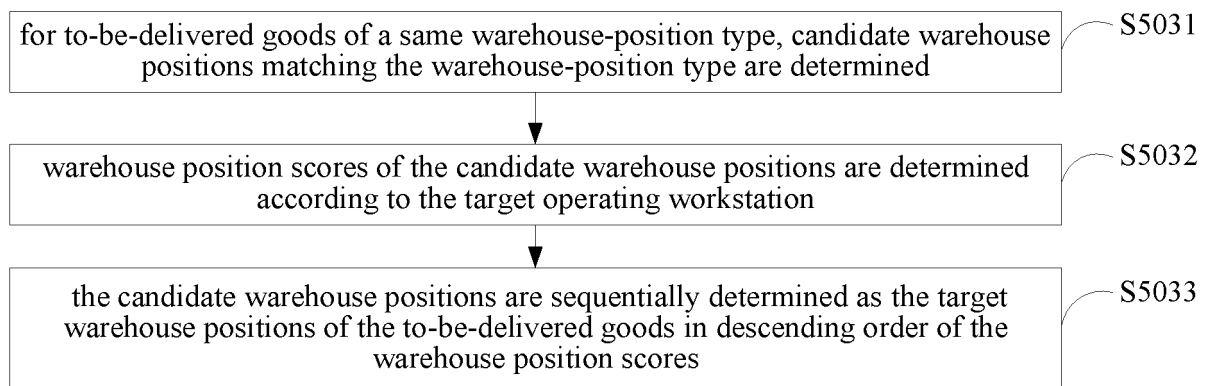 for to-be-delivered goods of a same warehouse-position type, candidate warehouse
positions matching the warehouse-position type are determined
S5031
warehouse position scores of the candidate warehouse positions are determined
according to the target operating workstation
S5032
the candidate warehouse positions are sequentially determined as the target
warehouse positions of the to-be-delivered goods in descending order of the
warehouse position scores
S5033